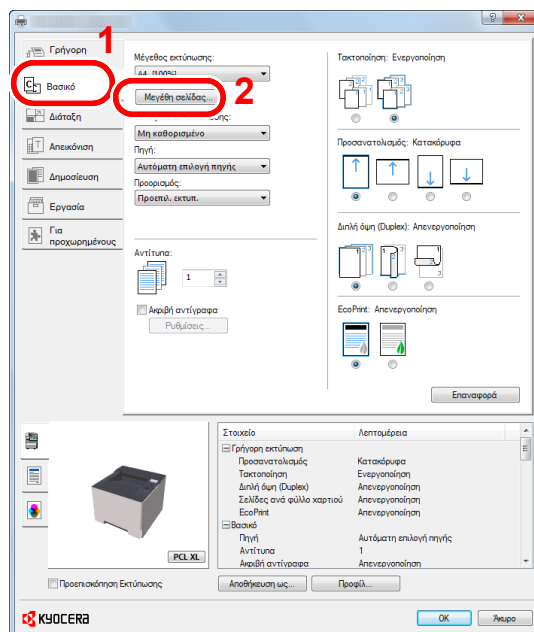 1
Γρήγορη
Βασικό
Διάταξη
Απεικόνιση
Δημοσίευση
Εργασία
Για
προχωρημένους
Μέγεθος εκτύπωσης:
A4 [100%]
Μεγέθη σελίδας...
2
Μη καθορισμένο
Πηγή:
Αυτόματη επιλογή πηγής
Προορισμός:
Προεπιλ. εκτυπ.
Αντίτυπα:
1
Ακριβή αντίγραφα
Ρυθμίσεις...
Τακτοποίηση: Ενεργοποίηση
Προσανατολισμός: Κατακόρυφα
Διπλή όψη (Duplex): Απενεργοποίηση
EcoPrint: Απενεργοποίηση
Επαναφορά
PCL XL
Προεπισκόπηση Εκτύπωσης
Στοιχείο Λεπτομέρεια
Γρήγορη εκτύπωση
Προσανατολισμός Κατακόρυφα
Τακτοποίηση Ενεργοποίηση
Διπλή όψη (Duplex) Απενεργοποίηση
Σελίδες ανά φύλλο χαρτιού Απενεργοποίηση
EcoPrint Απενεργοποίηση
Βασικό
Πηγή Αυτόματη επιλογή πηγής
Αντίτυπα 1
Ακριβή αντίγραφα Απενεργοποίηση
Αποθήκευση ως... Προφίλ...
KYOCERA
OK Άκυρο